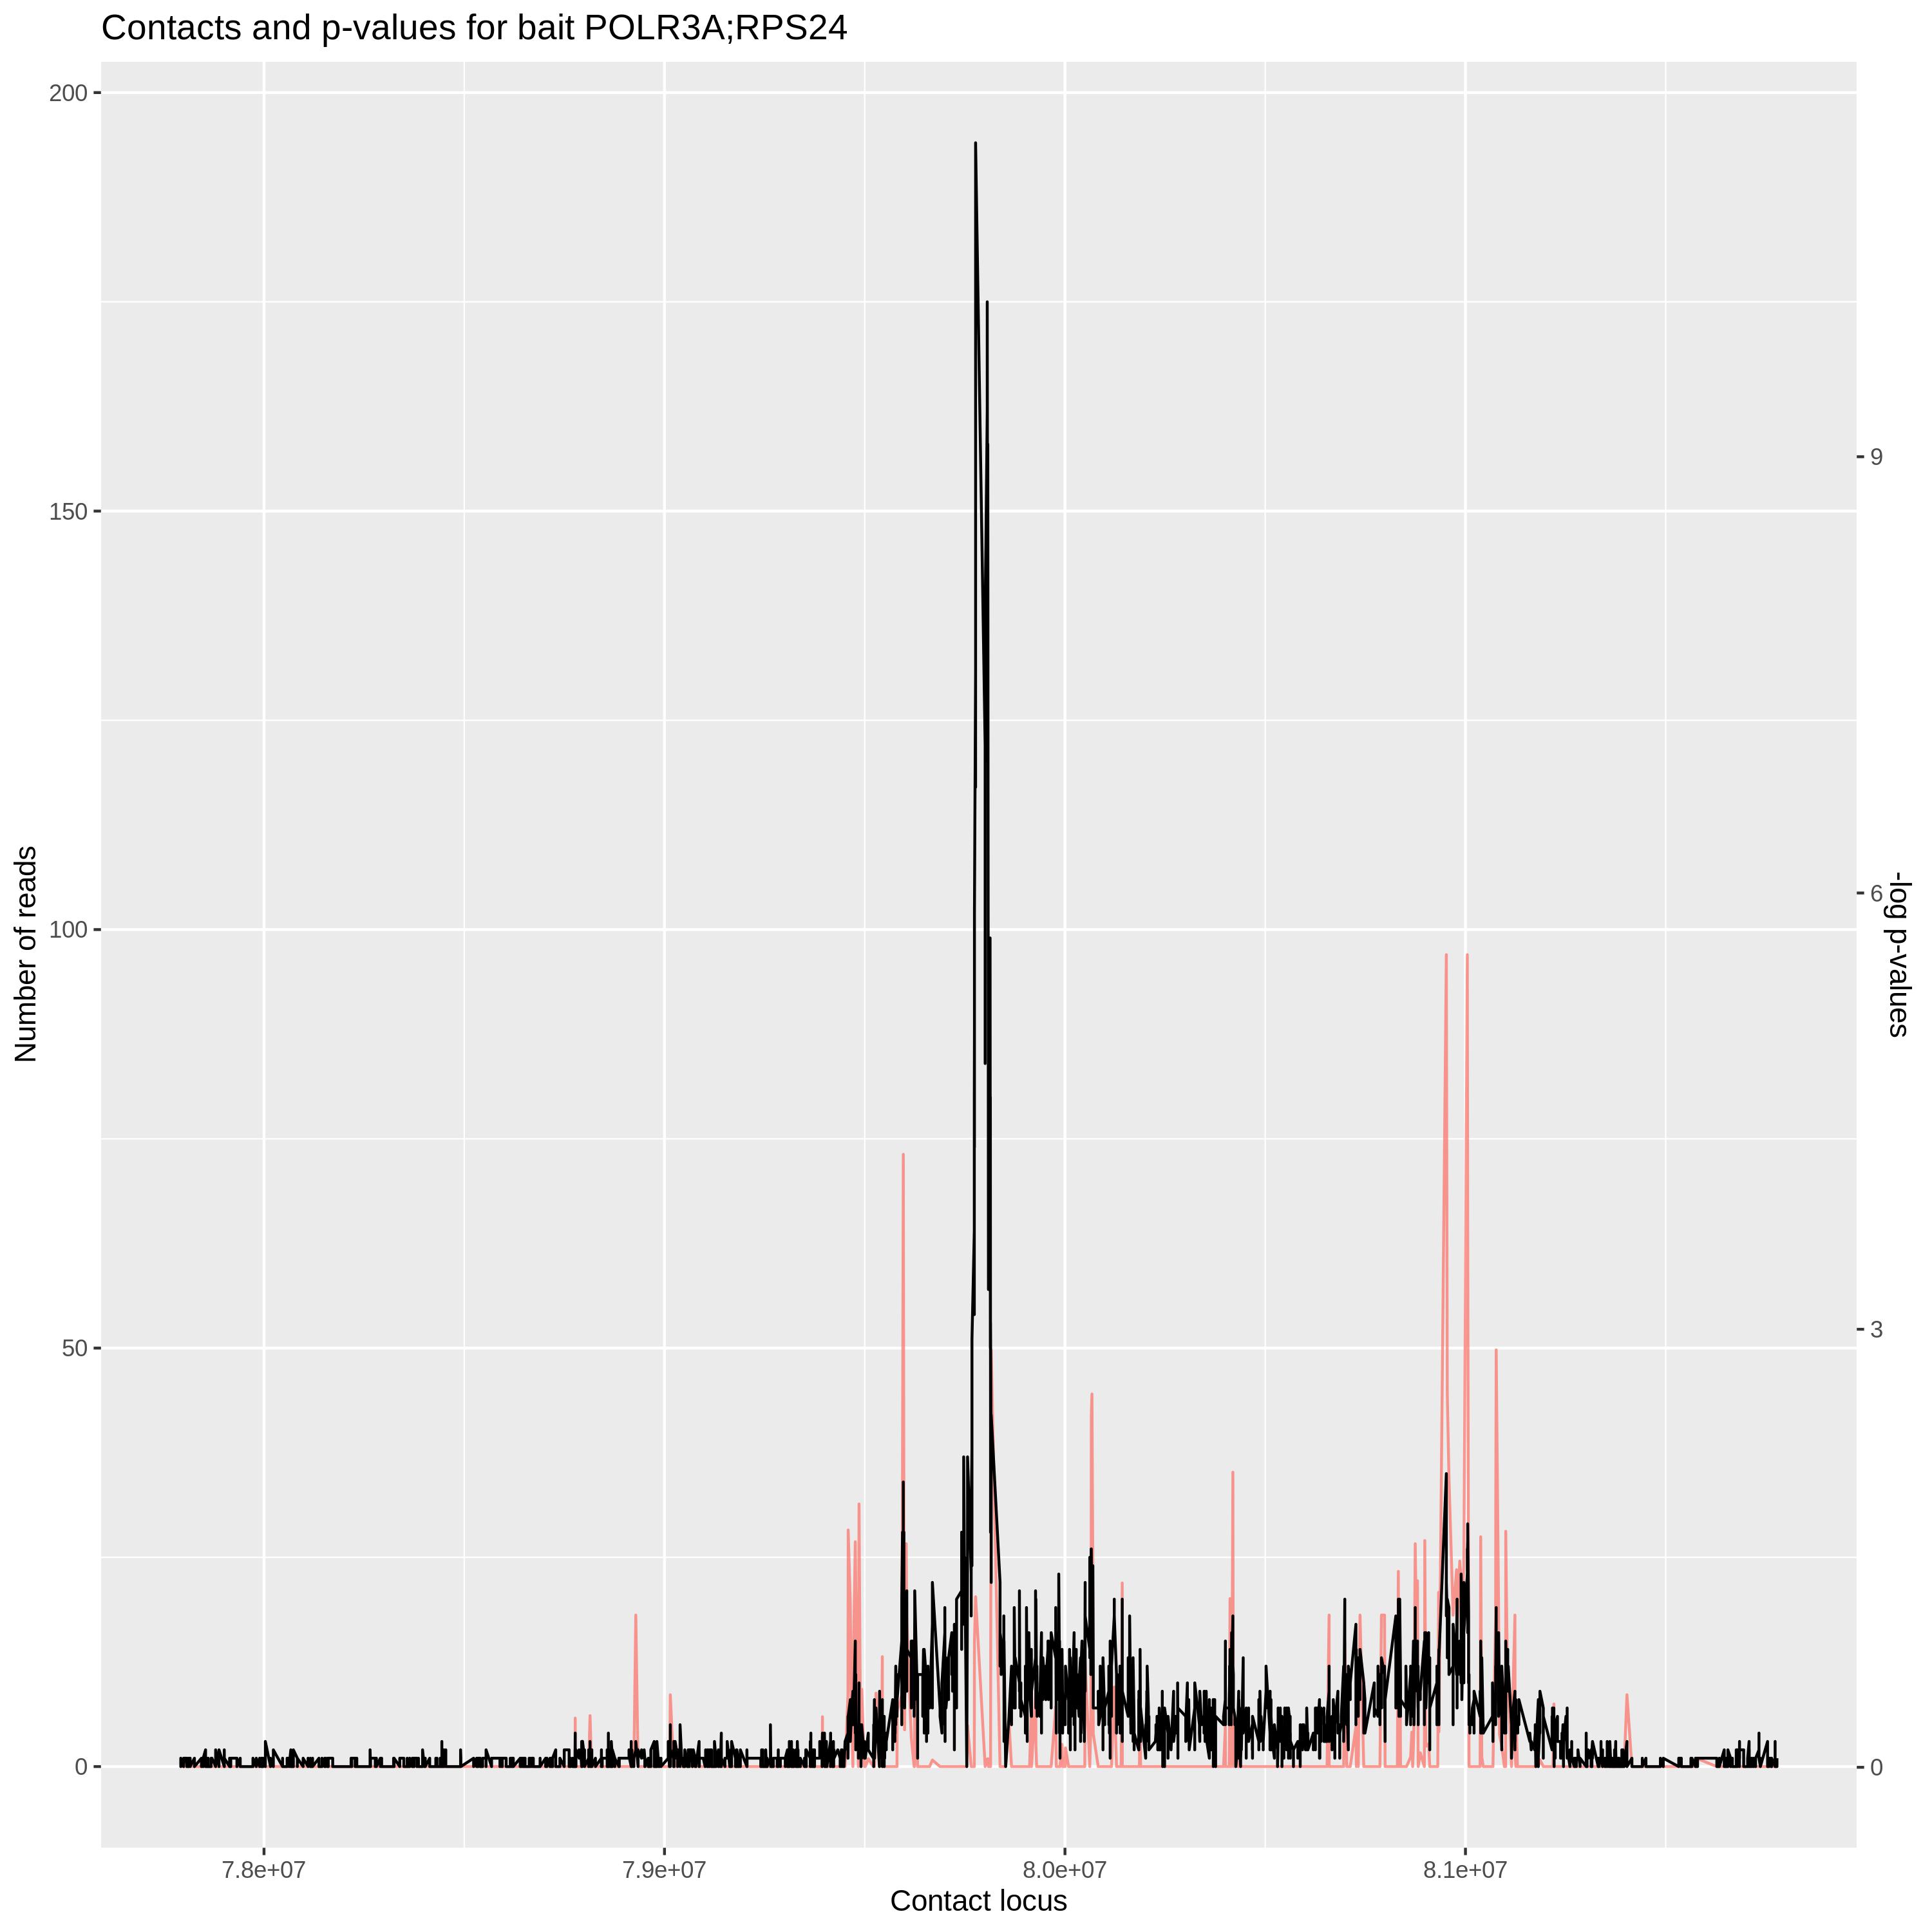 Contacts and p-values for bait POLR3A;RPS24
200
150
100
50
0
Number of reads
9
6
3
0
-log p-values
7.8e+07
7.9e+07
8.0e+07
8.1e+07
Contact locus